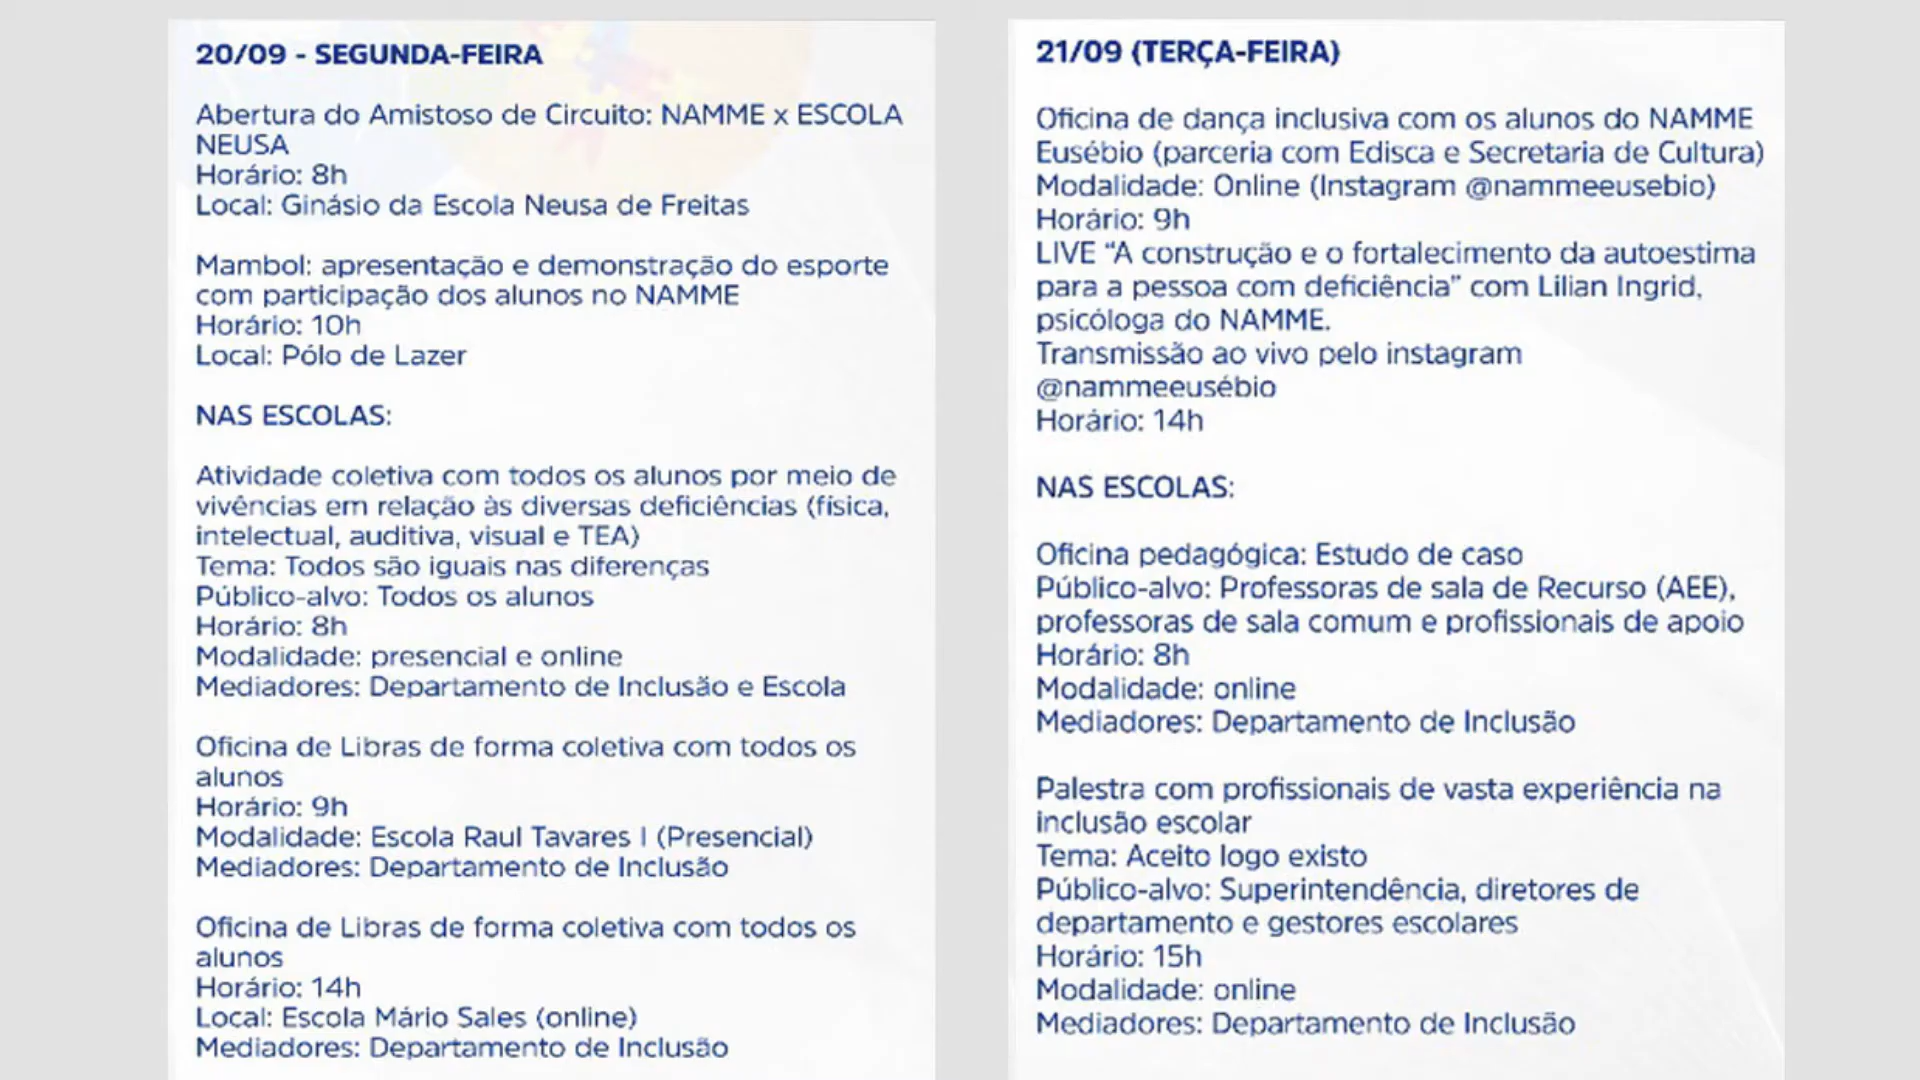 20/09 - SEGUNDA-FEIRA
Abertura do Amistoso de Circuito: NAMME x ESCOLA
NEUSA
Horário: 8h
Local: Ginásio da Escola Neusa de Freitas
Mambol: apresentação e demonstração do esporte
com participação dos alunos no NAMME
Horário: 10h
Local: Pólo de Lazer
NAS ESCOLAS:
Atividade coletiva com todos os alunos por meio de
vivências em relação às diversas deficiências (física,
intelectual, auditiva, visual e TEA)
Tema: Todos são iguais nas diferenças
Público-alvo: Todos os alunos
Horário: 8h
Modalidade: presencial e online
Mediadores: Departamento de Inclusão e Escola
Oficina de Libras de forma coletiva com todos os
alunos
Horário: 9h
Modalidade: Escola Raul Tavares I (Presencial)
Mediadores: Departamento de Inclusão
Oficina de Libras de forma coletiva com todos os
alunos
Horário: 14h
Local: Escola Mário Sales (online)
Mediadores: Departamento de Inclusão
21/09 (TERÇA-FEIRA)
Oficina de dança inclusiva com os alunos do NAMME
Eusébio (parceria com Edisca e Secretaria de Cultura)
Modalidade: Online (Instagram @nammeeusebio)
Horário: 9h
LIVE “A construção e o fortalecimento da autoestima
para a pessoa com deficiência” com Lilian Ingrid,
psicóloga do NAMME.
Transmissão ao vivo pelo instagram
@nammeeusébio
Horário: 14h
NAS ESCOLAS:
Oficina pedagógica: Estudo de caso
Público-alvo: Professoras de sala de Recurso (AEE),
professoras de sala comum e profissionais de apoio
Horário: 8h
Modalidade: online
Mediadores: Departamento de Inclusão
Palestra com profissionais de vasta experiência na
inclusão escolar
Tema: Aceito logo existo
Público-alvo: Superintendência, diretores de
departamento e gestores escolares
Horário: 15h
Modalidade: online
Mediadores: Departamento de Inclusão